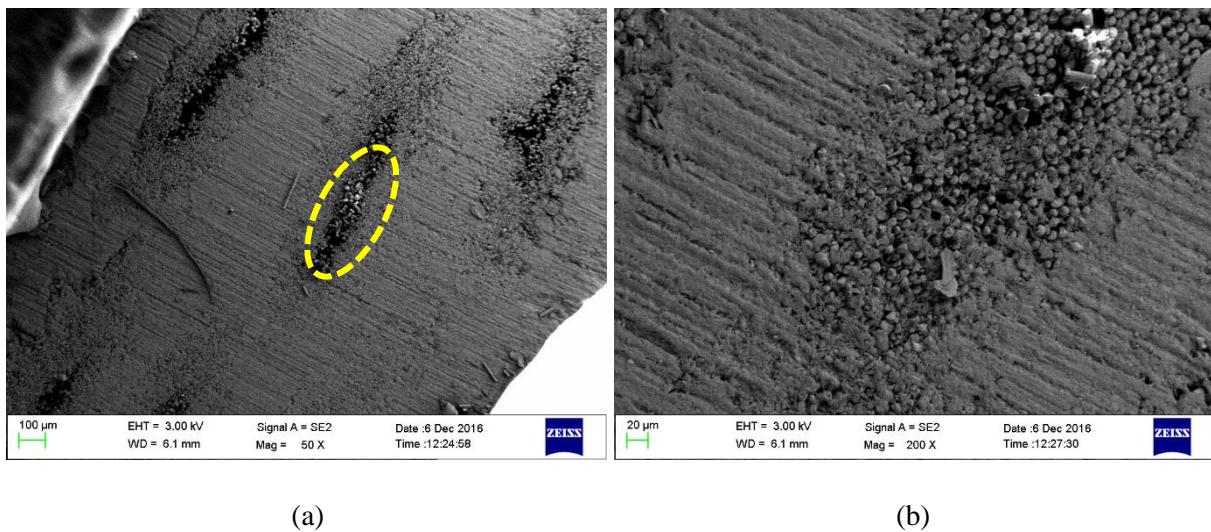 100 µm
EHT = 3.00 kV
Signal A = SE2
Date :6 Dec 2016
WD = 6.1 mm
Mag = 50 X
Time :12:24:58
ZEISS
20 µm
EHT = 3.00 kV
Signal A = SE2
Date :6 Dec 2016
WD = 6.1 mm
Mag = 200 X
Time :12:27:30
ZEISS
(a)
(b)